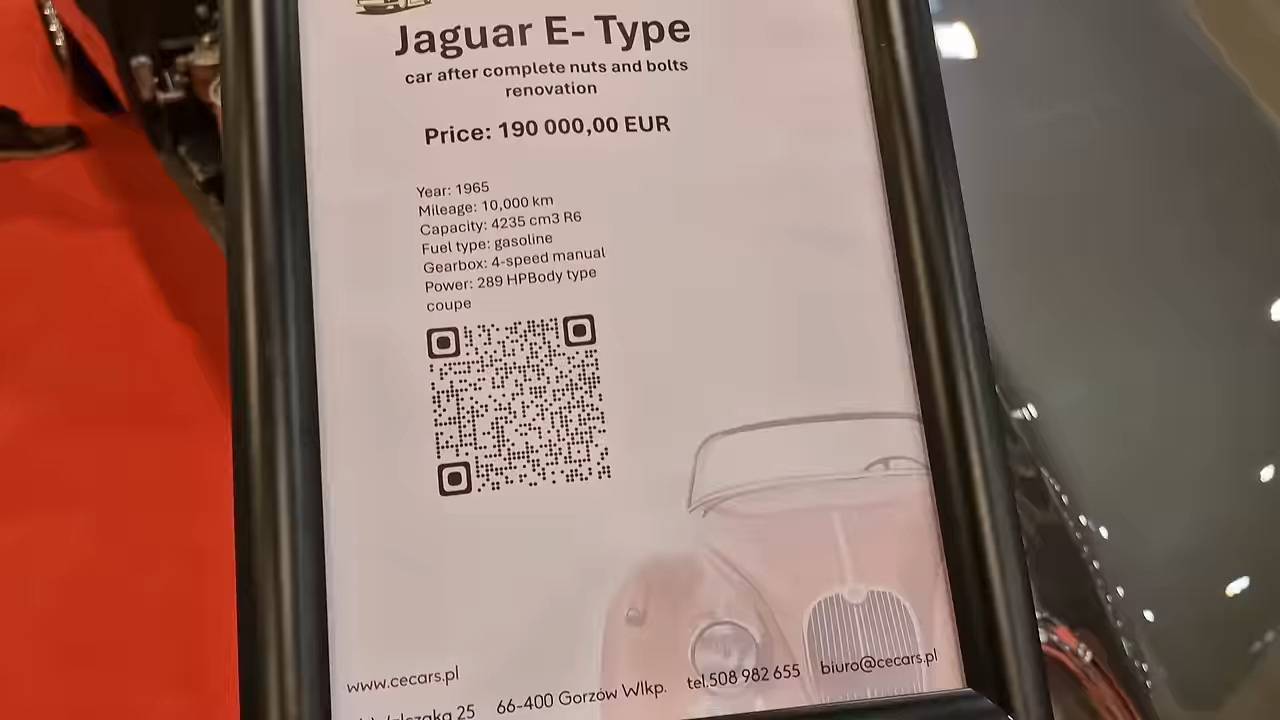 Jaguar E- Type
car after complete nuts and bolts
renovation
Price: 190 000,00 EUR
Year: 1965
Mileage: 10,000 km
Capacity: 4235 cm3 R6
Fuel type: gasoline
Gearbox: 4-speed manual
Power: 289 HPBody type
coupe
www.cecars.pl
25 66-400 Gorzów Wlkp. tel.508 982 655 biuro@cecars.pl